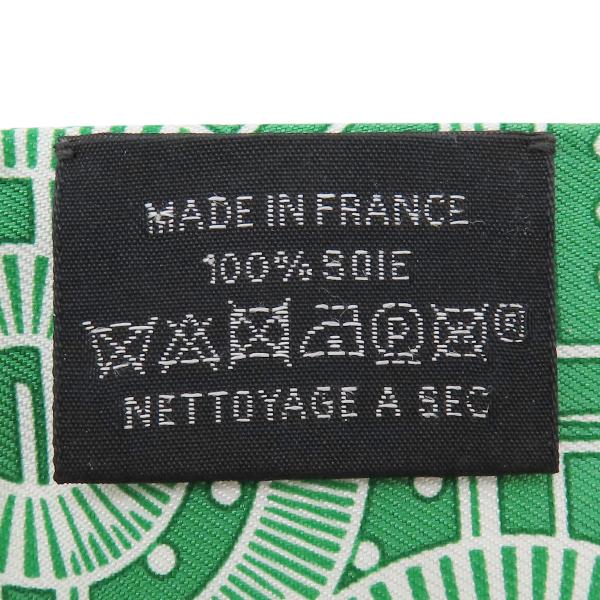 MADE IN FRANCE
100% SOIE
P ®
NETTOYAGE A SEC